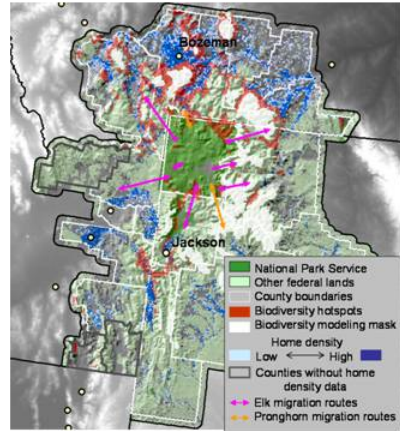 Bozeman
Jackson
National Park Service
Other federal lands
County boundaries
Biodiversity hotspots
Biodiversity modeling mask
Home density
Low High
Counties without home
density data
Elk migration routes
Pronghorn migration routes